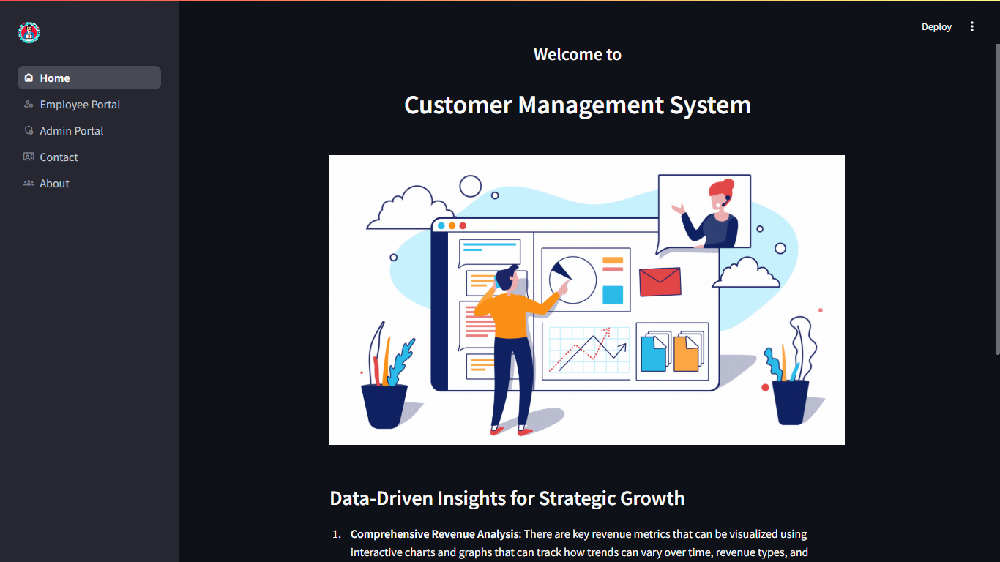 Deploy
Home
Employee Portal
Admin Portal
Contact
About
Welcome to
Customer Management System
Data-Driven Insights for Strategic Growth
1. Comprehensive Revenue Analysis: There are key revenue metrics that can be visualized using
interactive charts and graphs that can track how trends can vary over time, revenue types, and